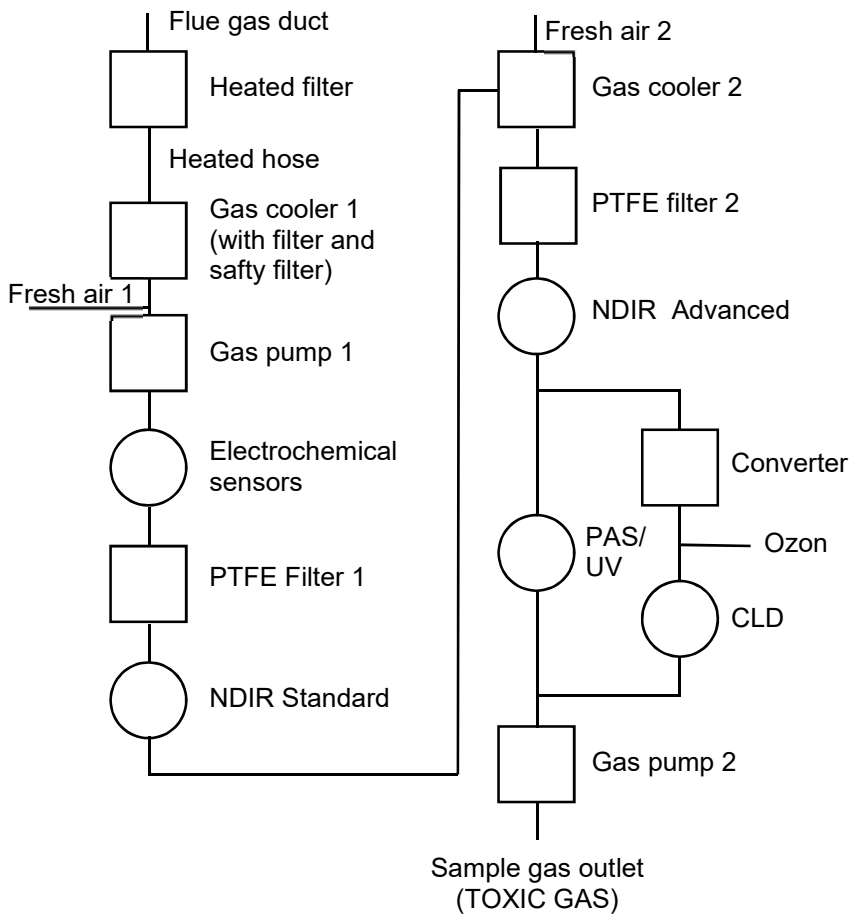 Flue gas duct
Heated filter
Heated hose
Gas cooler 1
(with filter and
safty filter)
Fresh air 1
Gas pump 1
Electrochemical
sensors
PTFE Filter 1
NDIR Standard
Fresh air 2
Gas cooler 2
PTFE filter 2
NDIR Advanced
Converter
PAS/
UV
Ozon
CLD
Gas pump 2
Sample gas outlet
(TOXIC GAS)